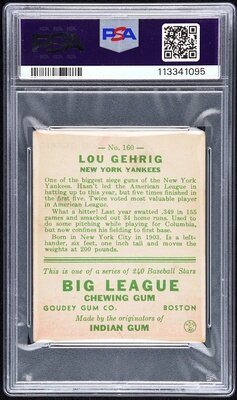 PSA
PSA
PSA
113341095
No. 160
LOU GEHRIG
NEW YORK YANKEES
One of the biggest siege guns of the New York
Yankees. Hasn't led the American League in
batting up to this year, but five times finished in
the first five. Twice voted most valuable player
in American League.
What a hitter! Last year swatted .349 in 155
games and smacked out 34 home runs. Used
to do some pitching while playing for Columbia,
but now confines his fielding to first base.
Born in New York City in 1903. Is a left-
hander, six feet, one inch tall and moves the
weights at 200 pounds.
This is one of a series of 240 Baseball Stars
BIG LEAGUE
CHEWING GUM
GOUDEY GUM CO. BOSTON
Made by the originators of
INDIAN GUM